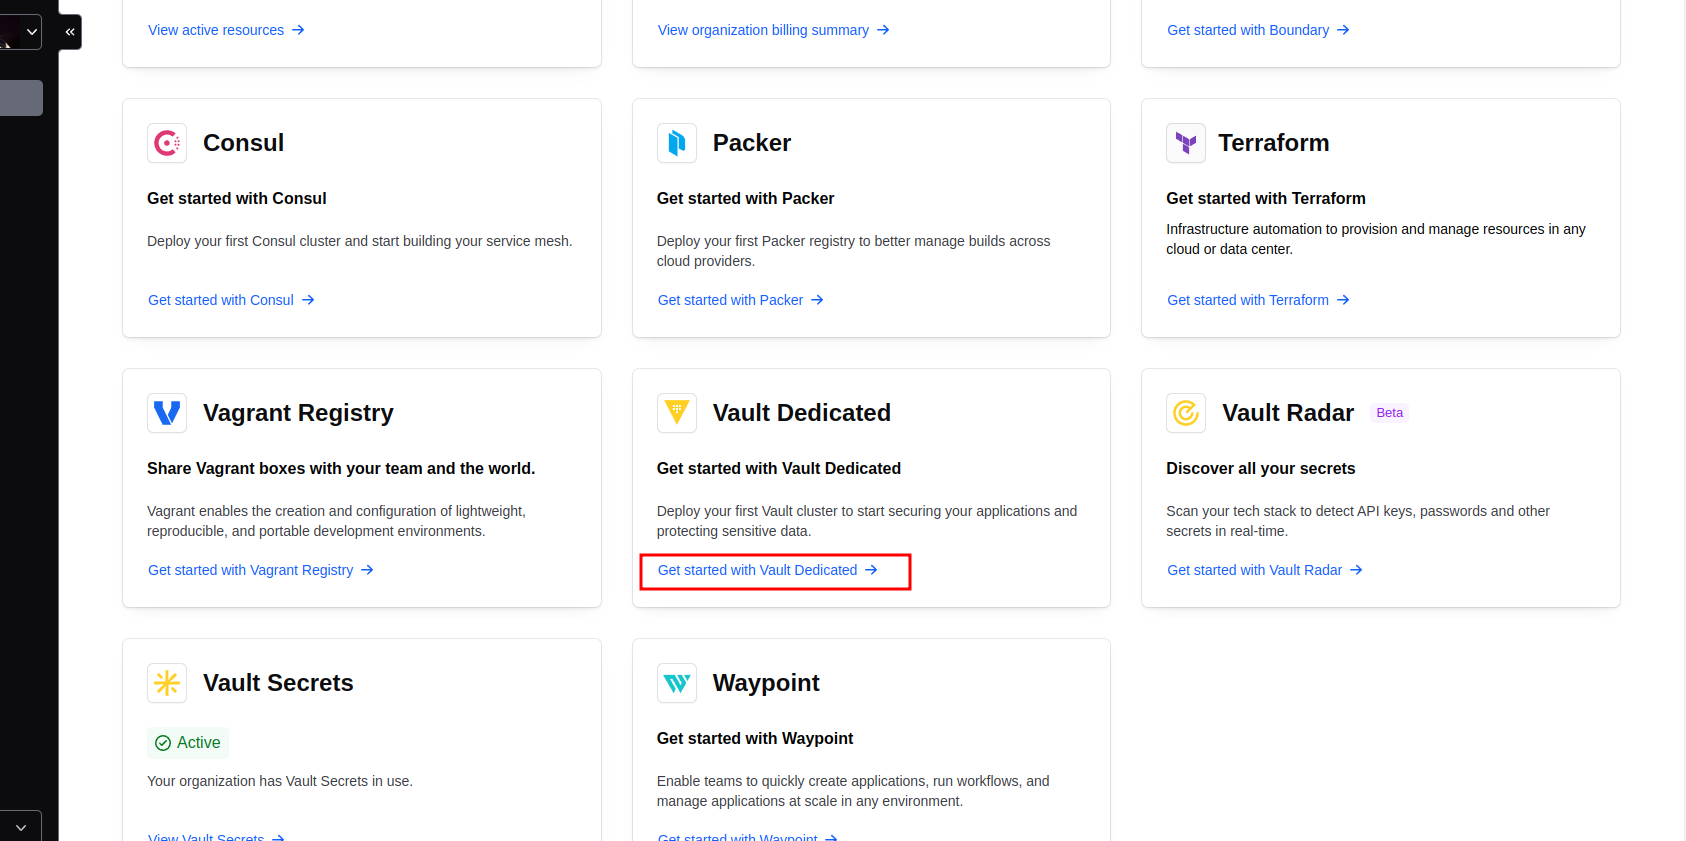 View active resources
View organization billing summary
Get started with Boundary
Consul
Get started with Consul
Deploy your first Consul cluster and start building your service mesh.
Get started with Consul
Packer
Get started with Packer
Deploy your first Packer registry to better manage builds across
cloud providers.
Get started with Packer
Terraform
Get started with Terraform
Infrastructure automation to provision and manage resources in any
cloud or data center.
Get started with Terraform
Vagrant Registry
Share Vagrant boxes with your team and the world.
Vagrant enables the creation and configuration of lightweight,
reproducible, and portable development environments.
Get started with Vagrant Registry
Vault Dedicated
Get started with Vault Dedicated
Deploy your first Vault cluster to start securing your applications and
protecting sensitive data.
Get started with Vault Dedicated
Vault Radar Beta
Discover all your secrets
Scan your tech stack to detect API keys, passwords and other
secrets in real-time.
Get started with Vault Radar
Vault Secrets
Active
Your organization has Vault Secrets in use.
View Vault Secrets
Waypoint
Get started with Waypoint
Enable teams to quickly create applications, run workflows, and
manage applications at scale in any environment.
Get started with Waypoint